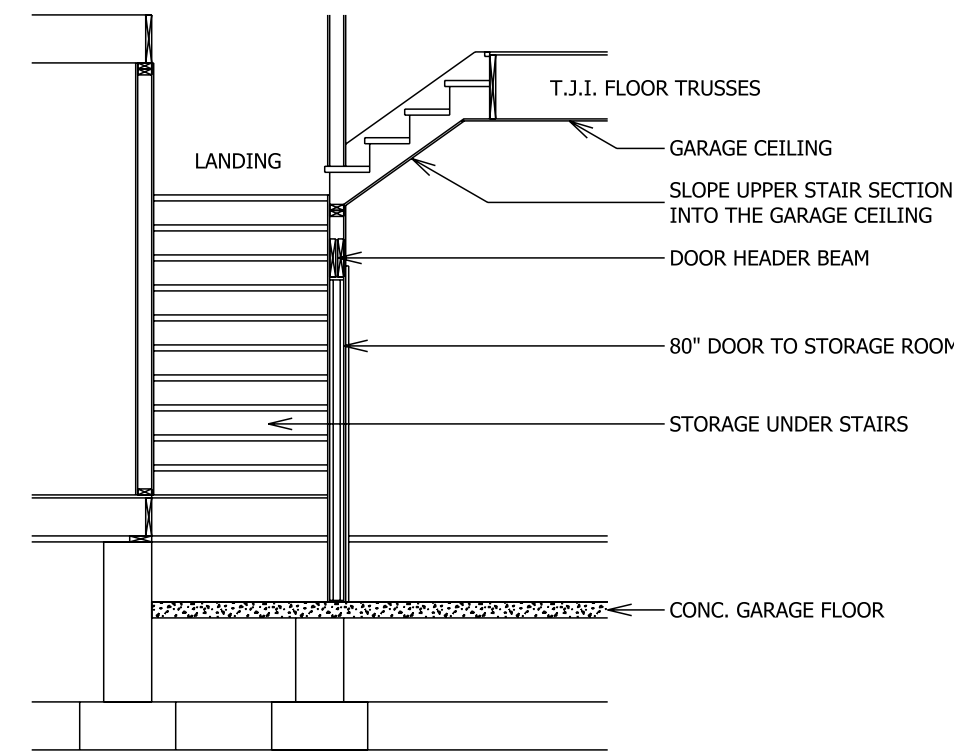 T.J.I. FLOOR TRUSSES
GARAGE CEILING
LANDING
SLOPE UPPER STAIR SECTION
INTO THE GARAGE CEILING
DOOR HEADER BEAM
80" DOOR TO STORAGE ROOM
STORAGE UNDER STAIRS
CONC. GARAGE FLOOR